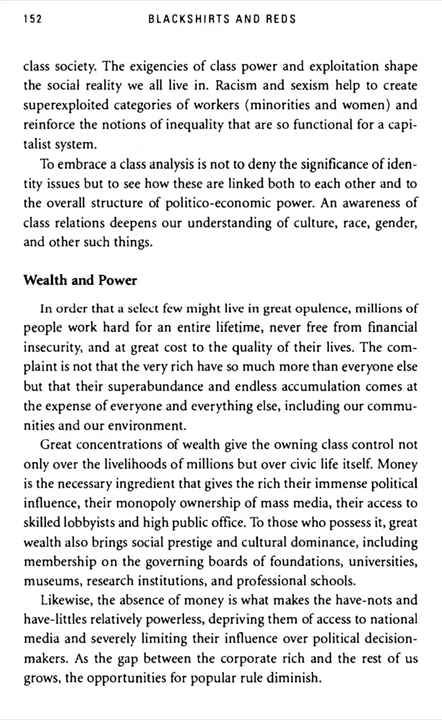 152 BLACKSHIRTS AND REDS
class society. The exigencies of class power and exploitation shape
the social reality we all live in. Racism and sexism help to create
superexploited categories of workers (minorities and women) and
reinforce the notions of inequality that are so functional for a capi-
talist system.
To embrace a class analysis is not to deny the significance of iden-
tity issues but to see how these are linked both to each other and to
the overall structure of politico-economic power. An awareness of
class relations deepens our understanding of culture, race, gender,
and other such things.
Wealth and Power
In order that a select few might live in great opulence, millions of
people work hard for an entire lifetime, never free from financial
insecurity, and at great cost to the quality of their lives. The com-
plaint is not that the very rich have so much more than everyone else
but that their superabundance and endless accumulation comes at
the expense of everyone and everything else, including our commu-
nities and our environment.
Great concentrations of wealth give the owning class control not
only over the livelihoods of millions but over civic life itself. Money
is the necessary ingredient that gives the rich their immense political
influence, their monopoly ownership of mass media, their access to
skilled lobbyists and high public office. To those who possess it, great
wealth also brings social prestige and cultural dominance, including
membership on the governing boards of foundations, universities,
museums, research institutions, and professional schools.
Likewise, the absence of money is what makes the have-nots and
have-littles relatively powerless, depriving them of access to national
media and severely limiting their influence over political decision-
makers. As the gap between the corporate rich and the rest of us
grows, the opportunities for popular rule diminish.